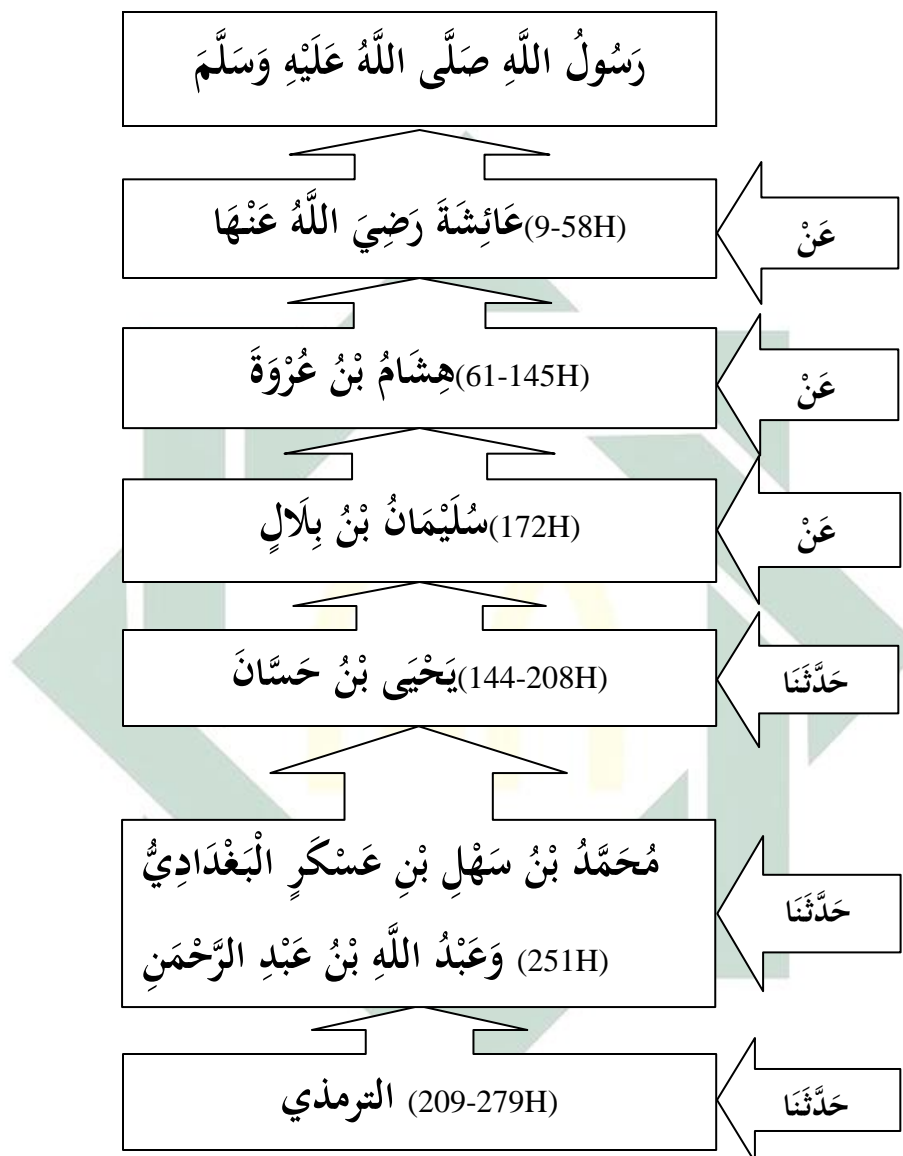 رَسُولُ اللَّهِ صَلَّى اللَّهُ عَلَيْهِ وَسَلَّمَ
عَائِشَةَ رَضِيَ اللَّهُ عَنْهَا(9-58H)
عَنْ
هِشَامُ بْنُ عُرْوَةَ(61-145H)
عَنْ
سُلَيْمَانُ بْنُ بِلَالٍ(172H)
عَنْ
يَحْيَى بْنُ حَسَّانَ(144-208H)
حَدَّثَنَا
مُحَمَّدُ بْنُ سَهْلِ بْنِ عَسْكَرٍ الْبَغْدَادِيُّ
وَعَبْدُ اللَّهِ بْنُ عَبْدِ الرَّحْمَنِ (251H)
حَدَّثَنَا
الترمذي (209-279H)
حَدَّثَنَا